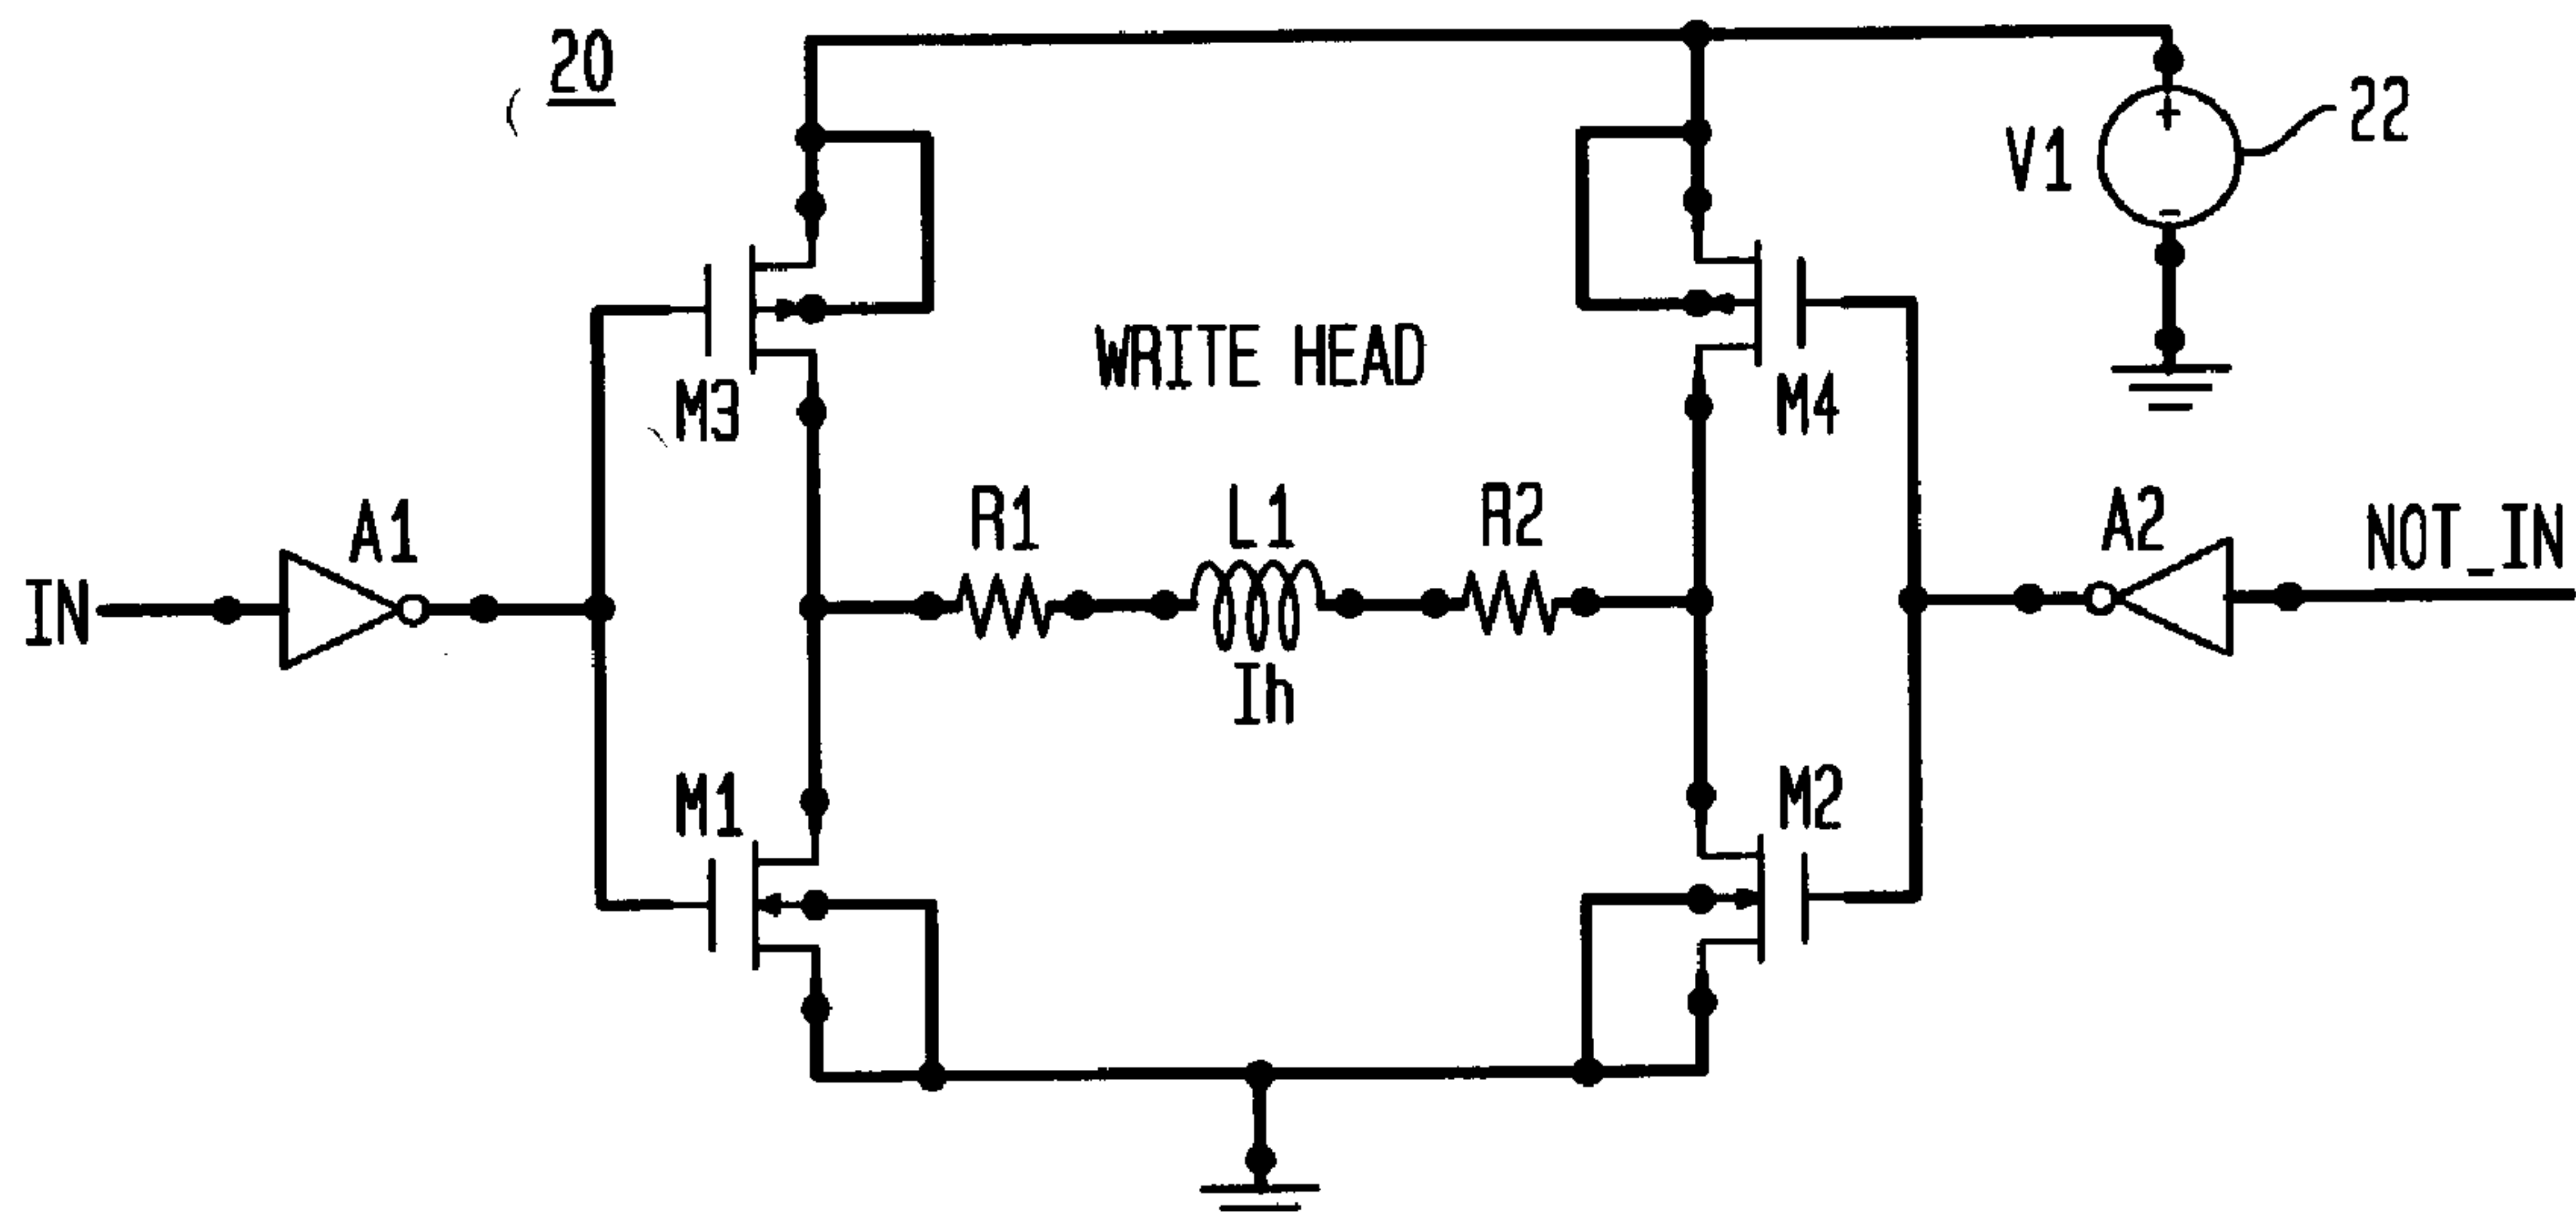 20
22
V1
WRITE HEAD
M3
M4
R1
L1
R2
A1
A2
NOT_IN
IN
Ih
M1
M2
+
-